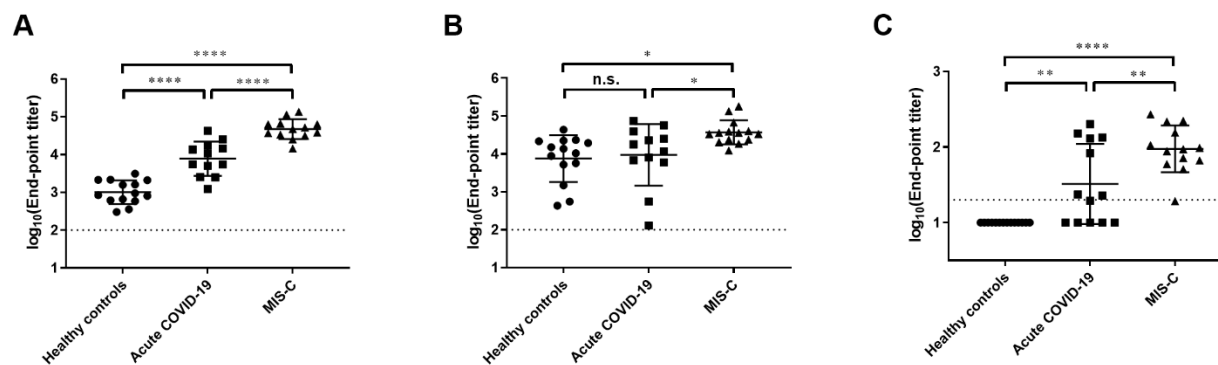 A
B
C
****
****
****
*
n.s.
*
****
**
**
log10(End-point titer)
6
5
4
3
2
1
Healthy controls
Acute COVID-19
MIS-C
log10(End-point titer)
6
5
4
3
2
1
Healthy controls
Acute COVID-19
MIS-C
log10(End-point titer)
3
2
1
Healthy controls
Acute COVID-19
MIS-C